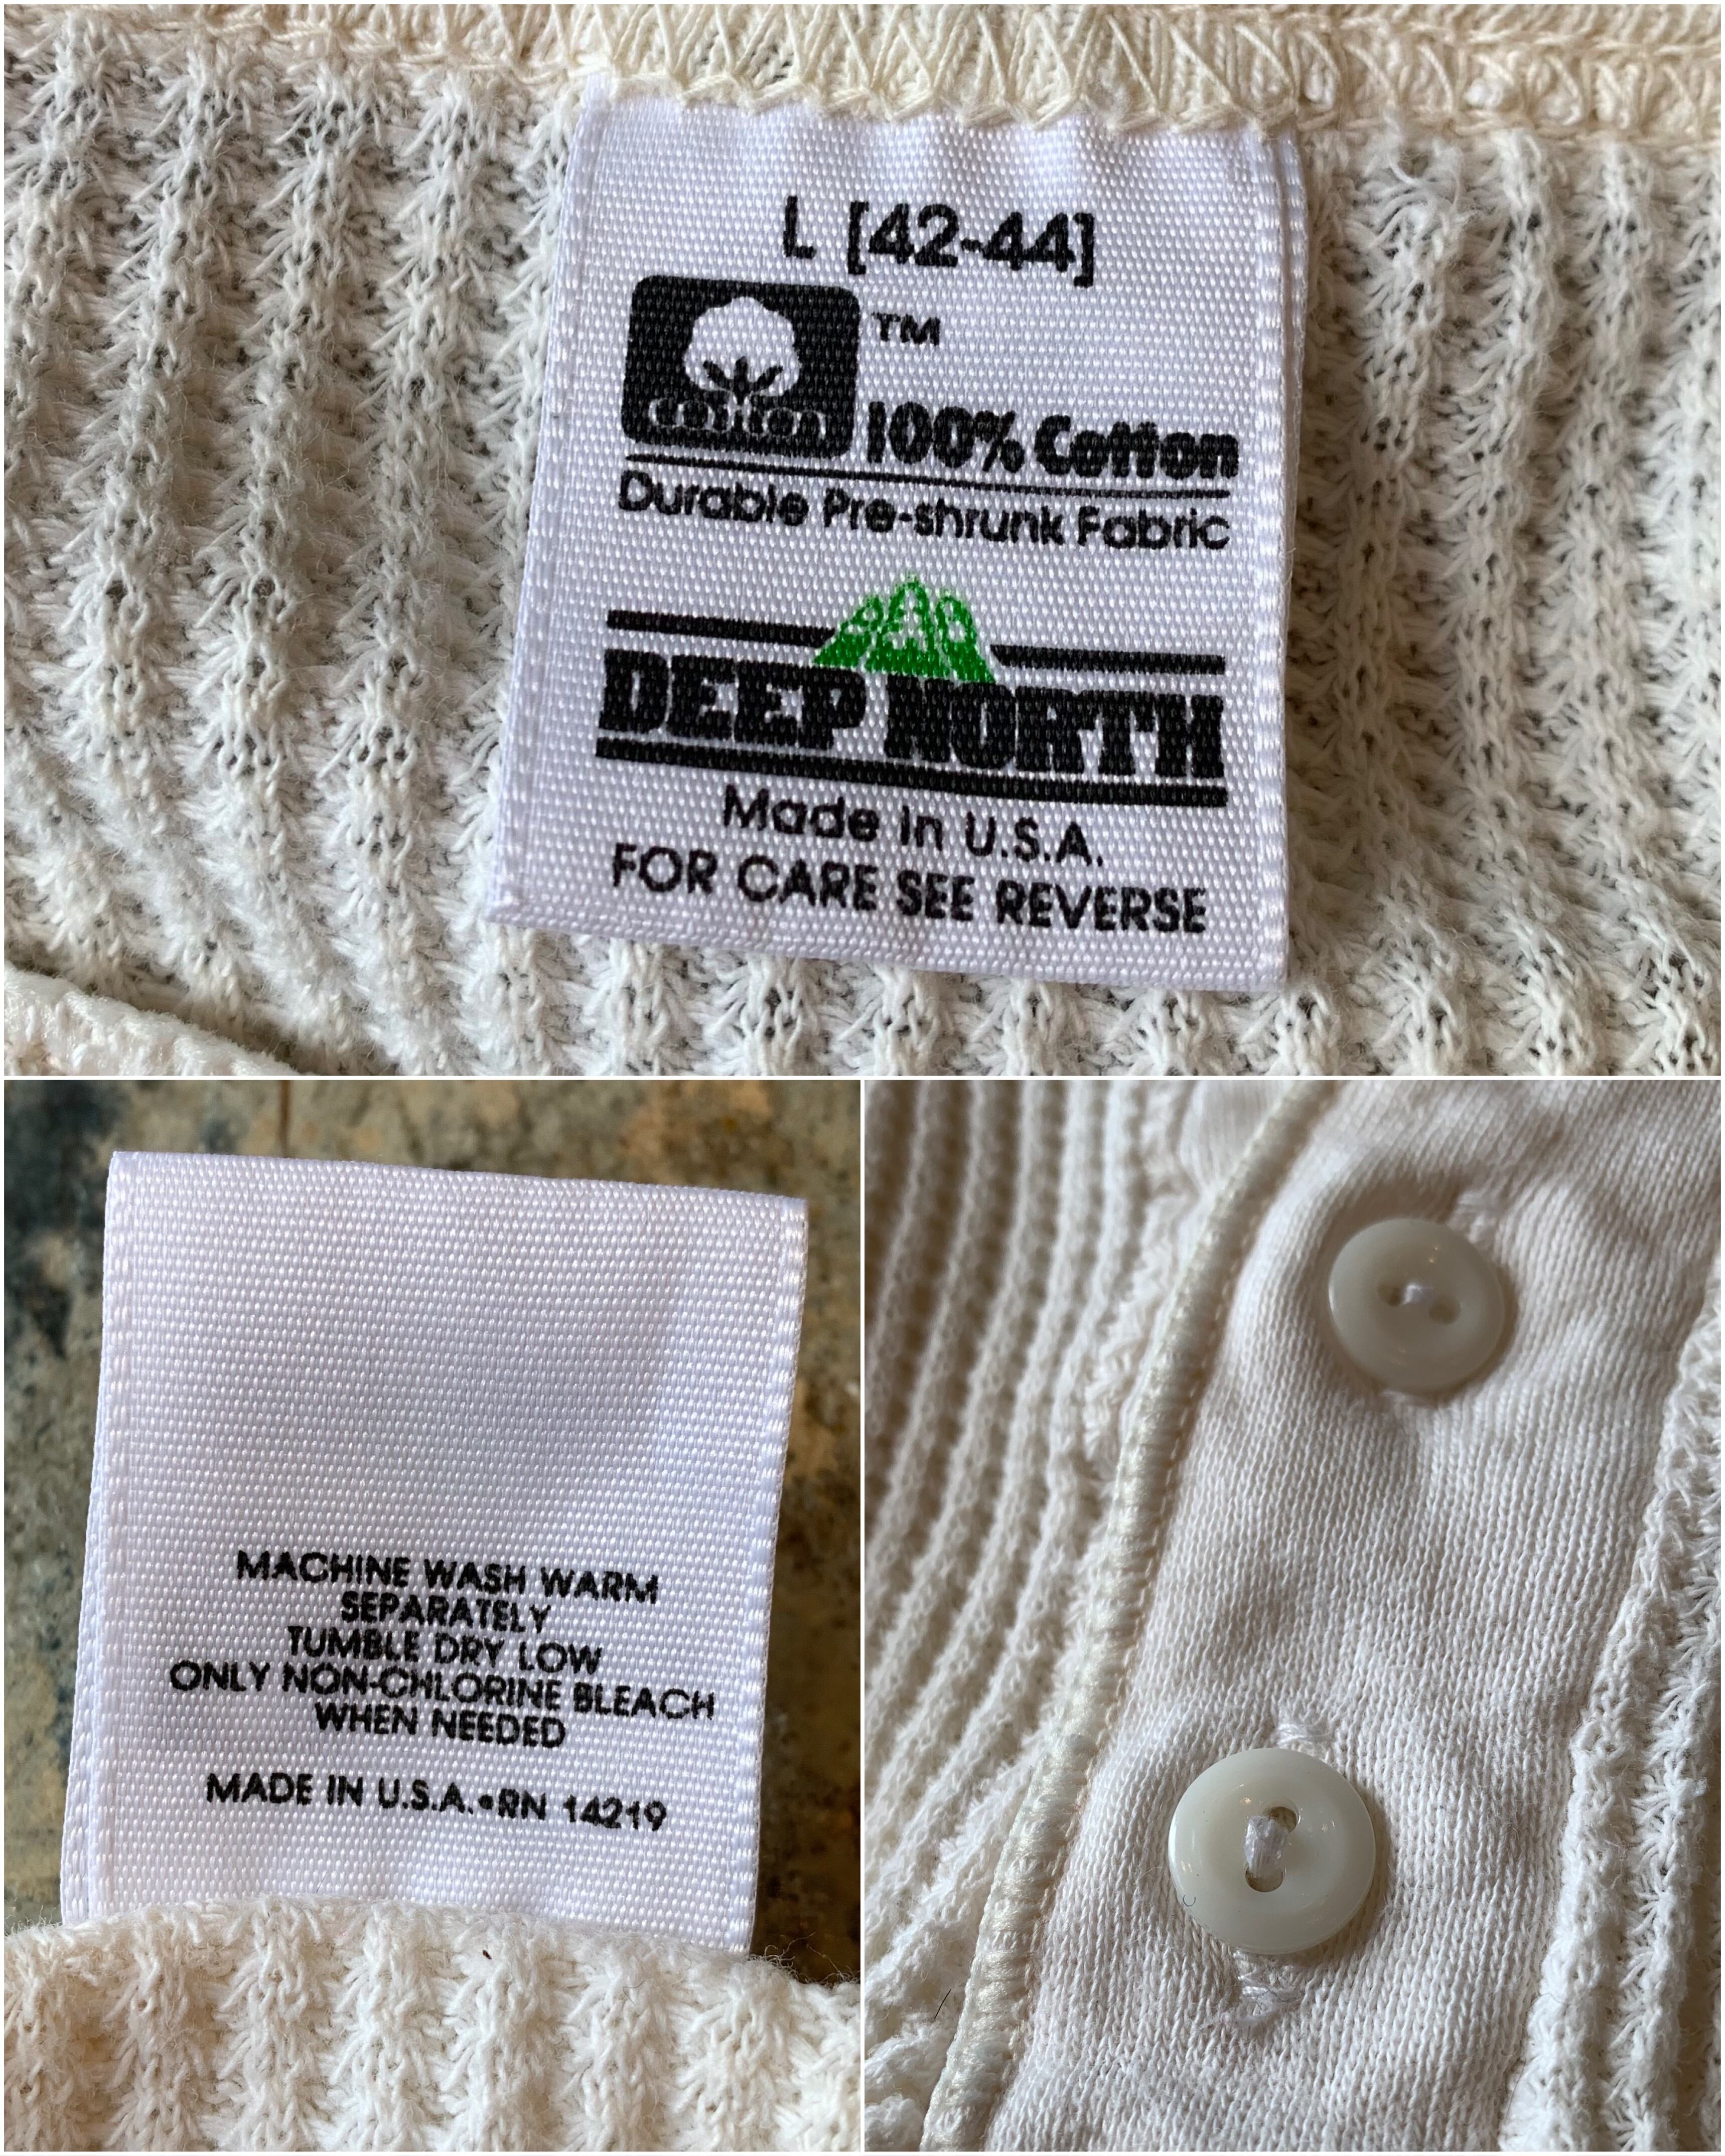 L [42-44]
TM
cotton
100% Cotton
Durable Pre-shrunk Fabric
DEEP NORTH
Made in U.S.A.
FOR CARE SEE REVERSE
MACHINE WASH WARM
SEPARATELY
TUMBLE DRY LOW
ONLY NON-CHLORINE BLEACH
WHEN NEEDED
MADE IN U.S.A.•RN 14219